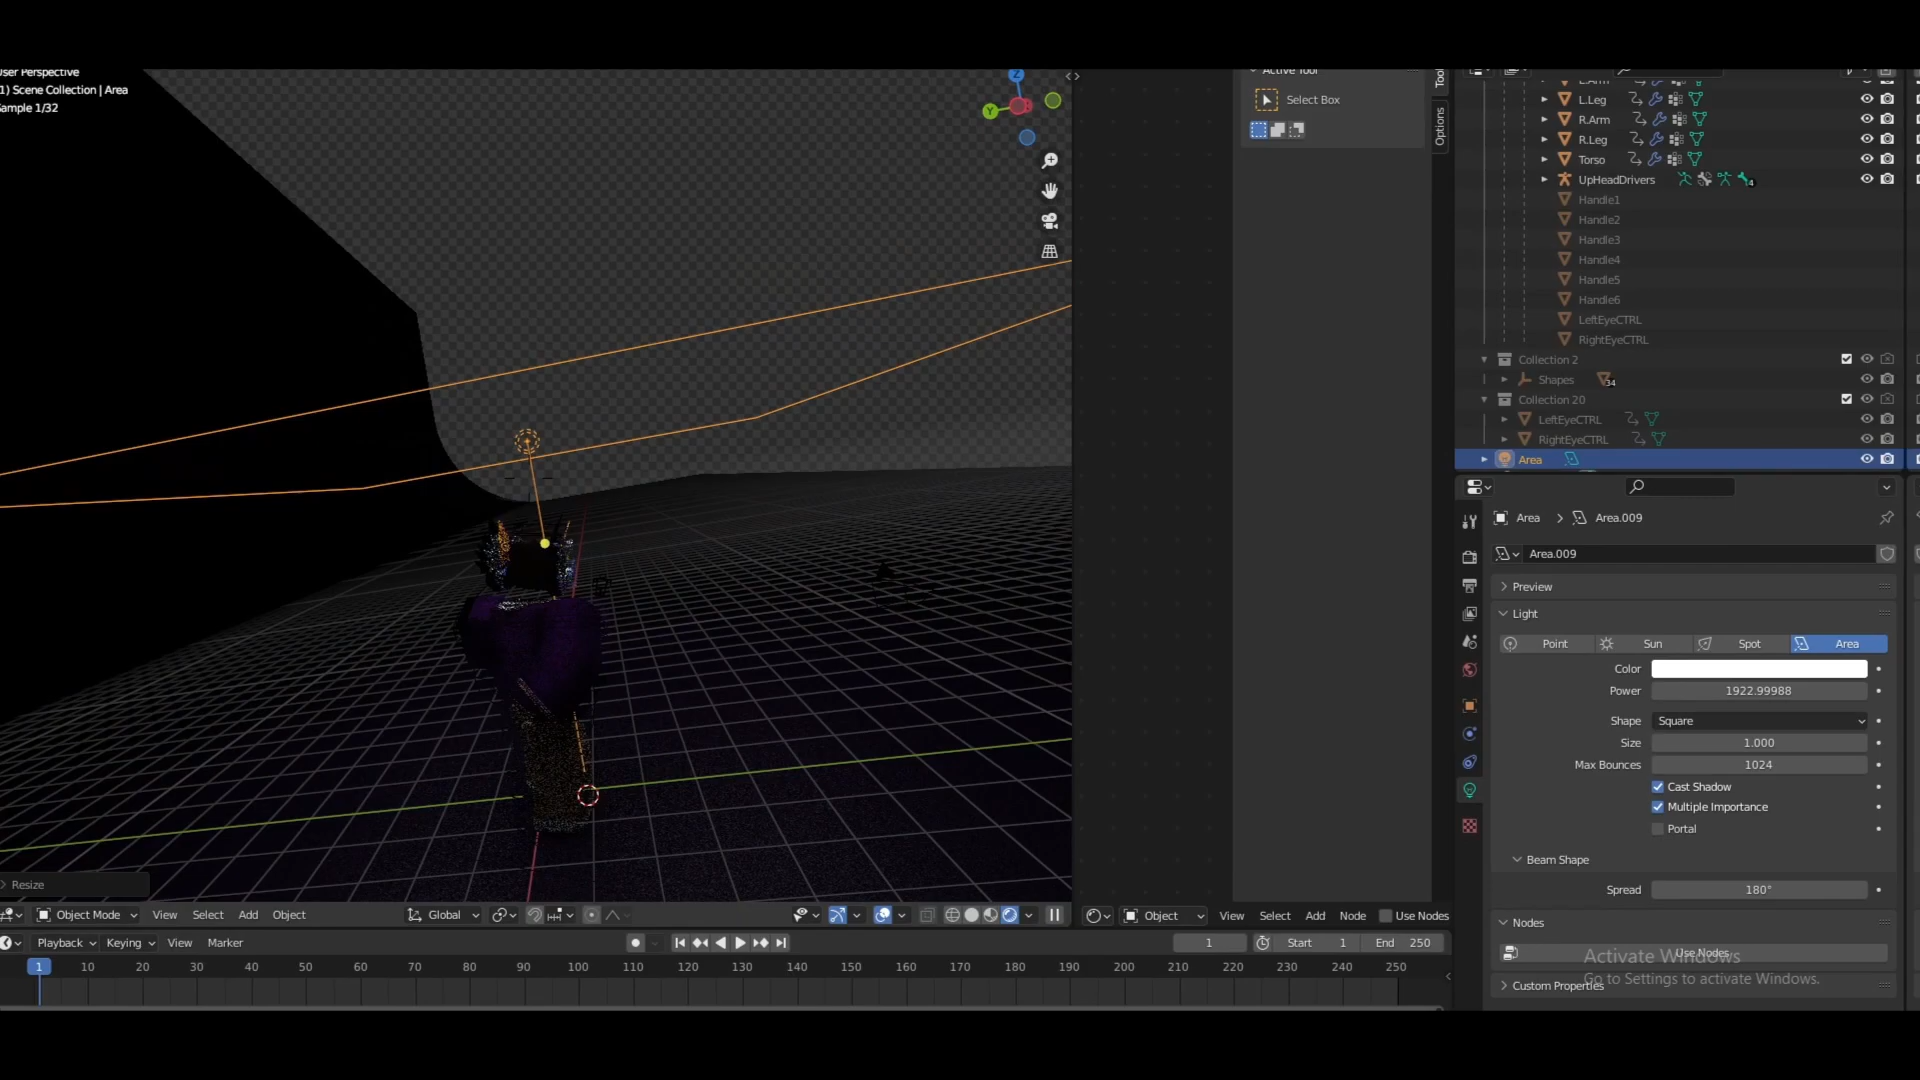 User Perspective
(1) Scene Collection | Area
Sample 1/32
Z
Y
Resize
Object Mode
View
Select
Add
Object
Global
Playback
Keying
View
Marker
1
Start 1
End 250
1 10 20 30 40 50 60 70 80 90 100 110 120 130 140 150 160 170 180 190 200 210 220 230 240 250
Active Tool
Select Box
Tool
Options
Object
View
Select
Add
Node
Use Nodes
L.Arm
L.Leg
R.Arm
R.Leg
Torso
UpHeadDrivers
4
Handle1
Handle2
Handle3
Handle4
Handle5
Handle6
LeftEyeCTRL
RightEyeCTRL
Collection 2
Shapes
34
Collection 20
LeftEyeCTRL
RightEyeCTRL
Area
Area > Area.009
Area.009
Preview
Light
Point
Sun
Spot
Area
Color
Power 1922.99988
Shape Square
Size 1.000
Max Bounces 1024
Cast Shadow
Multiple Importance
Portal
Beam Shape
Spread 180°
Nodes
Use Nodes
Custom Properties
Activate Windows
Go to Settings to activate Windows.